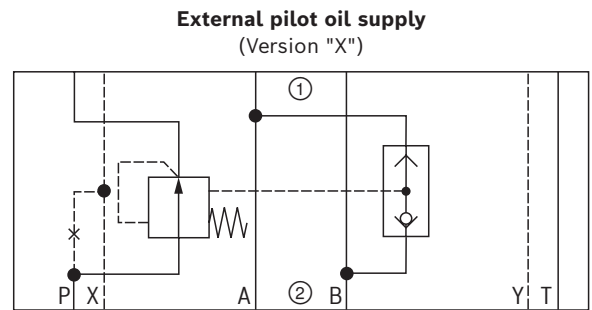 External pilot oil supply
(Version "X")
①
P X A ② B Y T